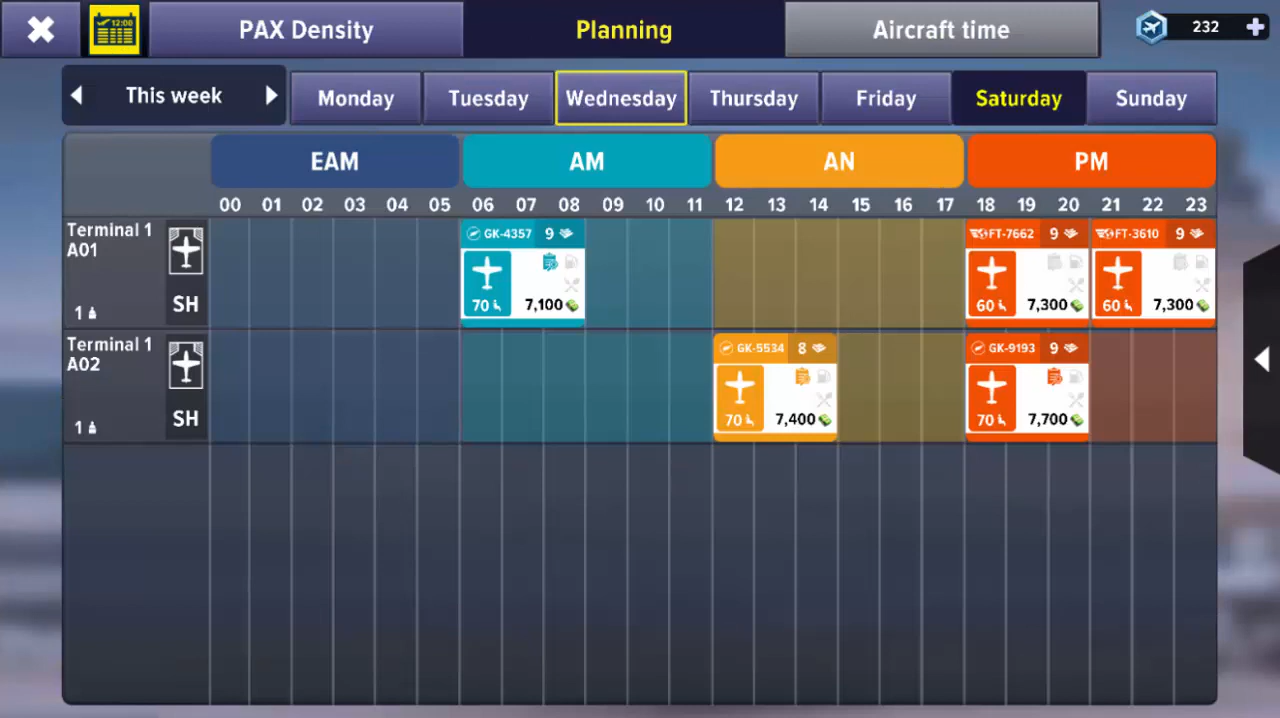 PAX Density
Planning
Aircraft time
232
12:00
This week
Monday
Tuesday
Wednesday
Thursday
Friday
Saturday
Sunday
EAM
AM
AN
PM
00 01 02 03 04 05 06 07 08 09 10 11 12 13 14 15 16 17 18 19 20 21 22 23
Terminal 1
A01
1
SH
GK-4357 9
70 7,100
FT-7662 9
60 7,300
FT-3610 9
60 7,300
Terminal 1
A02
1
SH
GK-5534 8
70 7,400
GK-9193 9
70 7,700